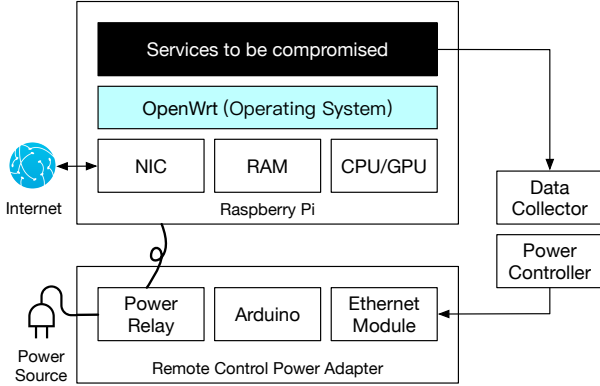 Services to be compromised
OpenWrt (Operating System)
NIC
RAM
CPU/GPU
Raspberry Pi
Internet
Data
Collector
Power
Controller
Power
Relay
Arduino
Ethernet
Module
Remote Control Power Adapter
Power
Source